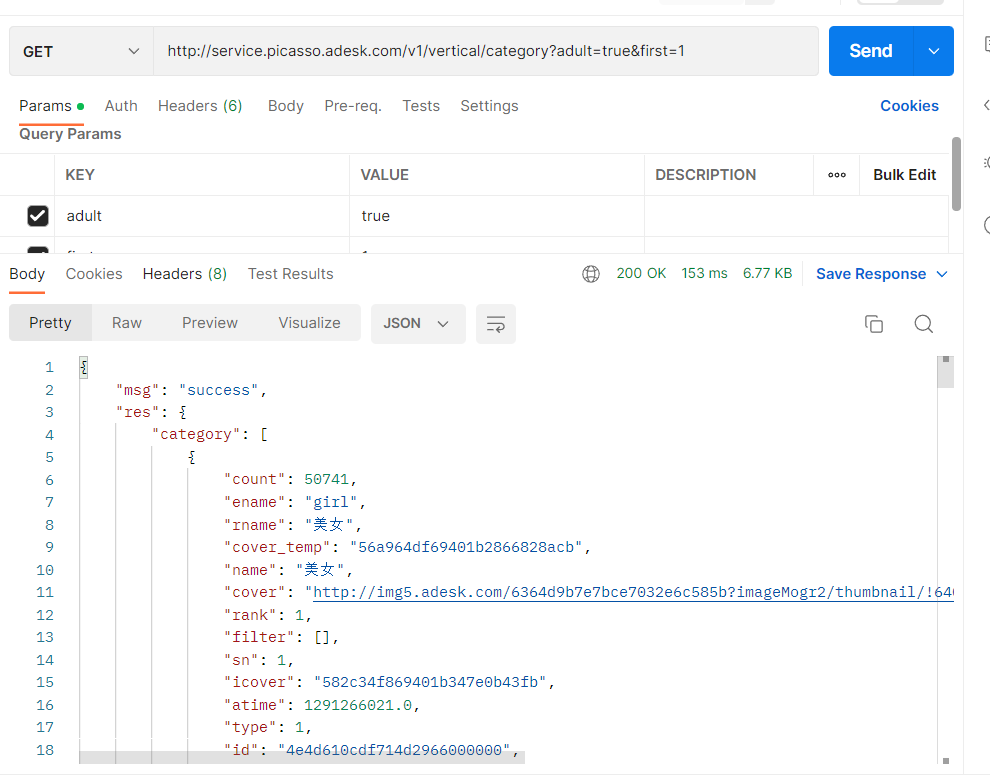 GET http://service.picasso.adesk.com/v1/vertical/category?adult=true&first=1 Send
Params Auth Headers (6) Body Pre-req. Tests Settings Cookies
Query Params
KEY VALUE DESCRIPTION Bulk Edit
adult true
Body Cookies Headers (8) Test Results 200 OK 153 ms 6.77 KB Save Response
Pretty Raw Preview Visualize JSON
1 {
2 "msg": "success",
3 "res": {
4 "category": [
5 {
6 "count": 50741,
7 "ename": "girl",
8 "rname": "美女",
9 "cover_temp": "56a964df69401b2866828acb",
10 "name": "美女",
11 "cover": "http://img5.adesk.com/6364d9b7e7bce7032e6c585b?imageMogr2/thumbnail/!640
12 "rank": 1,
13 "filter": [],
14 "sn": 1,
15 "icover": "582c34f869401b347e0b43fb",
16 "atime": 1291266021.0,
17 "type": 1,
18 "id": "4e4d610cdf714d2966000000",